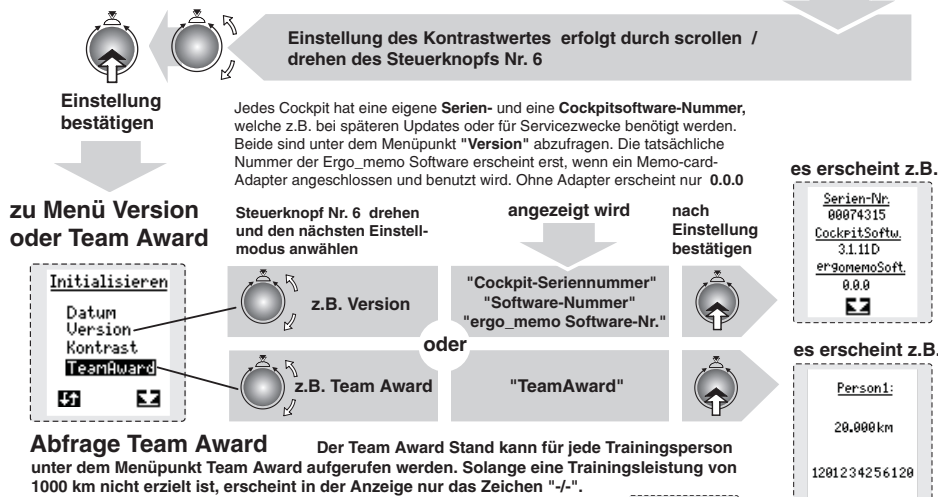 Einstellung des Kontrastwertes erfolgt durch scrollen /
drehen des Steuerknopfs Nr. 6
Einstellung
bestätigen
Jedes Cockpit hat eine eigene Serien- und eine Cockpitsoftware-Nummer,
welche z.B. bei späteren Updates oder für Servicezwecke benötigt werden.
Beide sind unter dem Menüpunkt "Version" abzufragen. Die tatsächliche
Nummer der Ergo_memo Software erscheint erst, wenn ein Memo-card-
Adapter angeschlossen und benutzt wird. Ohne Adapter erscheint nur 0.0.0
zu Menü Version
oder Team Award
Steuerknopf Nr. 6 drehen
und den nächsten Einstell-
modus anwählen
angezeigt wird
nach
Einstellung
bestätigen
es erscheint z.B.
Serien-Nr.
00074315
CockpitSoftw.
3.1.11D
ergomemoSoft.
0.0.0
Initialisieren
Datum
Version
Kontrast
TeamAward
z.B. Version
"Cockpit-Seriennummer"
"Software-Nummer"
"ergo_memo Software-Nr."
oder
z.B. Team Award
"TeamAward"
es erscheint z.B.
Person1:
20.000km
1201234256120
Abfrage Team Award
Der Team Award Stand kann für jede Trainingsperson
unter dem Menüpunkt Team Award aufgerufen werden. Solange eine Trainingsleistung von
1000 km nicht erzielt ist, erscheint in der Anzeige nur das Zeichen "-/-".